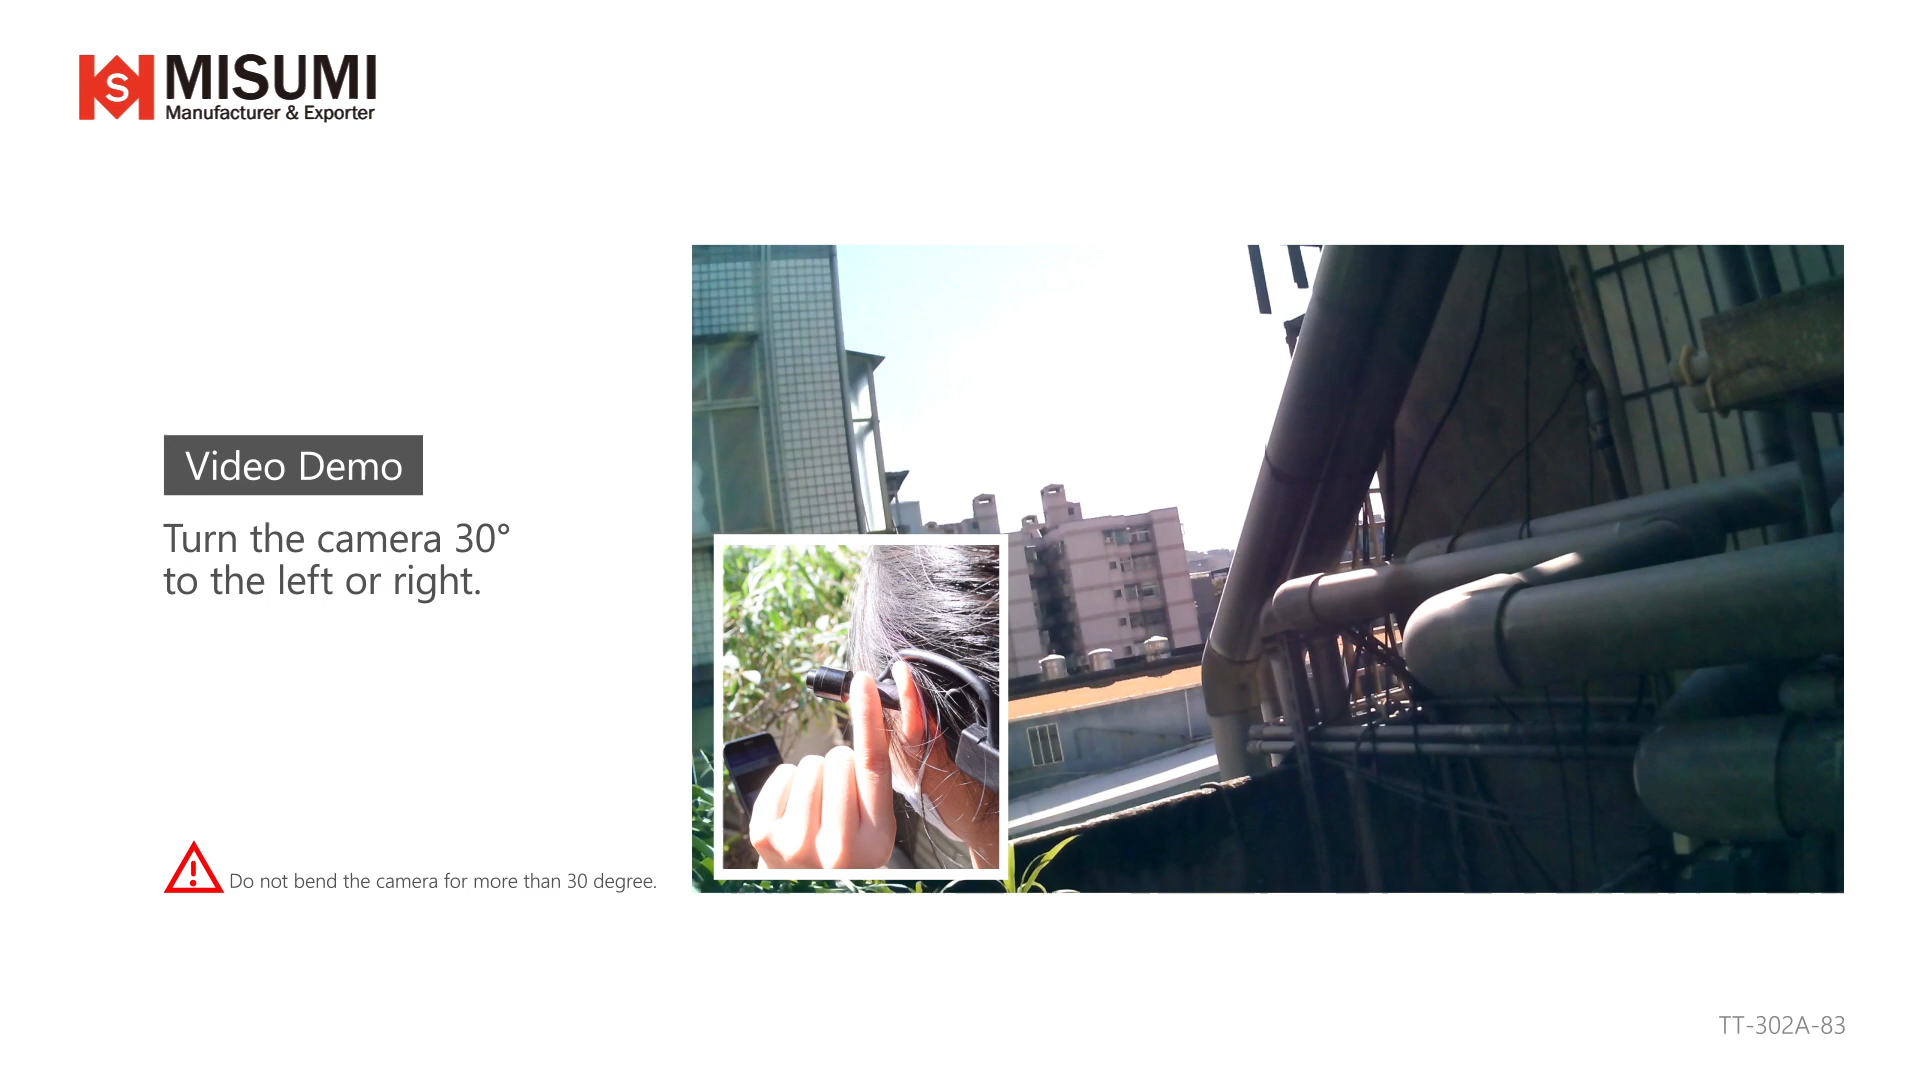 S
MISUMI
Manufacturer & Exporter
Video Demo
Turn the camera 30°
to the left or right.
Do not bend the camera for more than 30 degree.
TT-302A-83